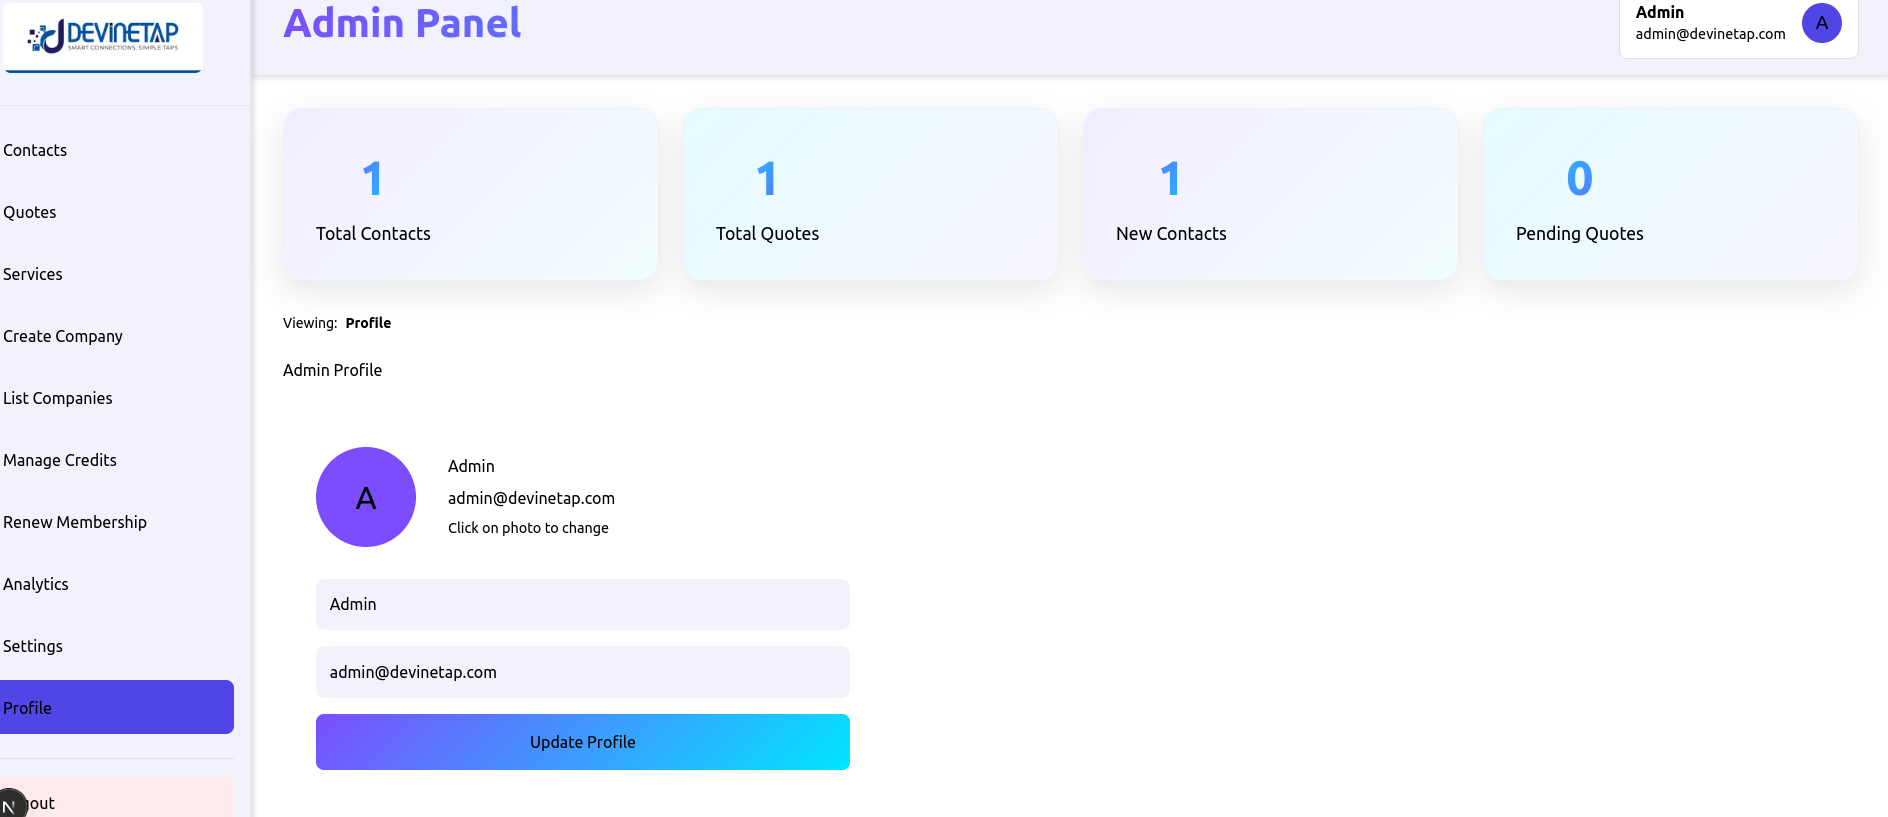 DEVINETAP
SMART CONNECTIONS, SIMPLE TAPS
Contacts
Quotes
Services
Create Company
List Companies
Manage Credits
Renew Membership
Analytics
Settings
Profile
N
Admin Panel
Admin
admin@devinetap.com
A
1
Total Contacts
1
Total Quotes
1
New Contacts
0
Pending Quotes
Viewing: Profile
Admin Profile
A
Admin
admin@devinetap.com
Click on photo to change
Admin
admin@devinetap.com
Update Profile